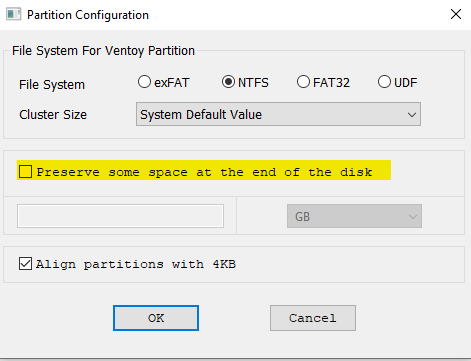 Partition Configuration
File System For Ventoy Partition
File System exFAT NTFS FAT32 UDF
Cluster Size System Default Value
Preserve some space at the end of the disk
GB
Align partitions with 4KB
OK Cancel